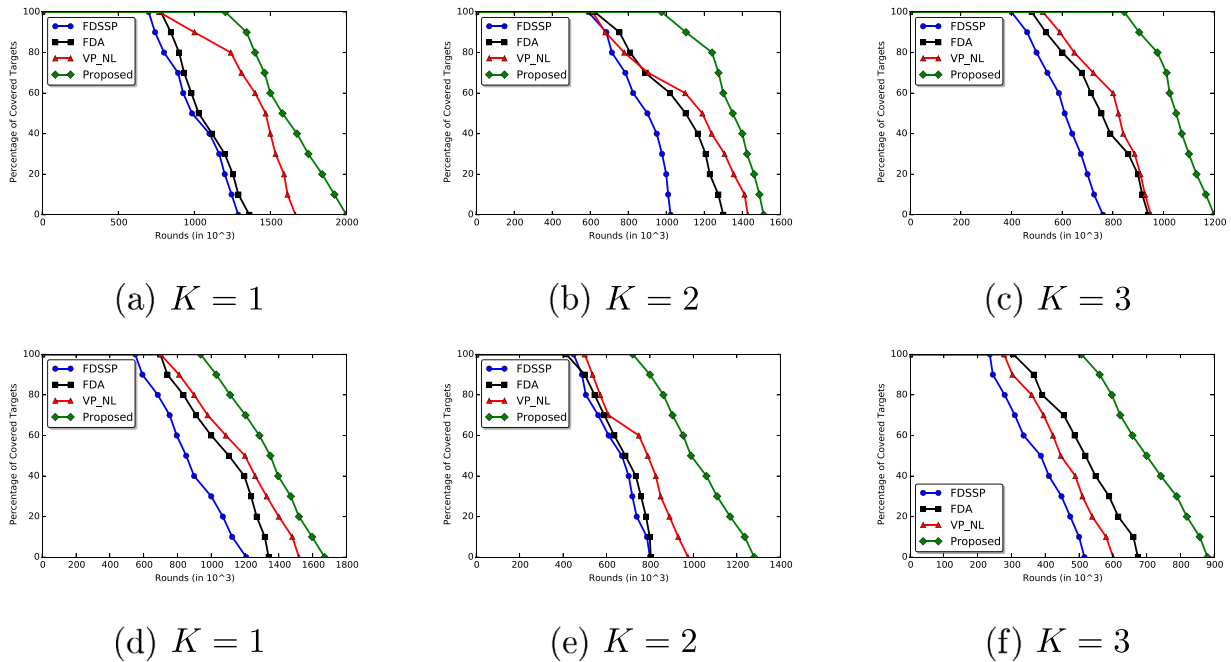 100
80
60
40
20
0
Percentage of Covered Targets
FDSSP
FDA
VP_NL
Proposed
500 1000 1500 2000
Rounds (in 10^3)
(a) K = 1
100
80
60
40
20
0
Percentage of Covered Targets
FDSSP
FDA
VP_NL
Proposed
200 400 600 800 1000 1200 1400 1600
Rounds (in 10^3)
(b) K = 2
100
80
60
40
20
0
Percentage of Covered Targets
FDSSP
FDA
VP_NL
Proposed
200 400 600 800 1000 1200
Rounds (in 10^3)
(c) K = 3
100
80
60
40
20
0
Percentage of Covered Targets
FDSSP
FDA
VP_NL
Proposed
200 400 600 800 1000 1200 1400 1600 1800
Rounds (in 10^3)
(d) K = 1
100
80
60
40
20
0
Percentage of Covered Targets
FDSSP
FDA
VP_NL
Proposed
200 400 600 800 1000 1200 1400
Rounds (in 10^3)
(e) K = 2
100
80
60
40
20
0
Percentage of Covered Targets
FDSSP
FDA
VP_NL
Proposed
100 200 300 400 500 600 700 800 900
Rounds (in 10^3)
(f) K = 3